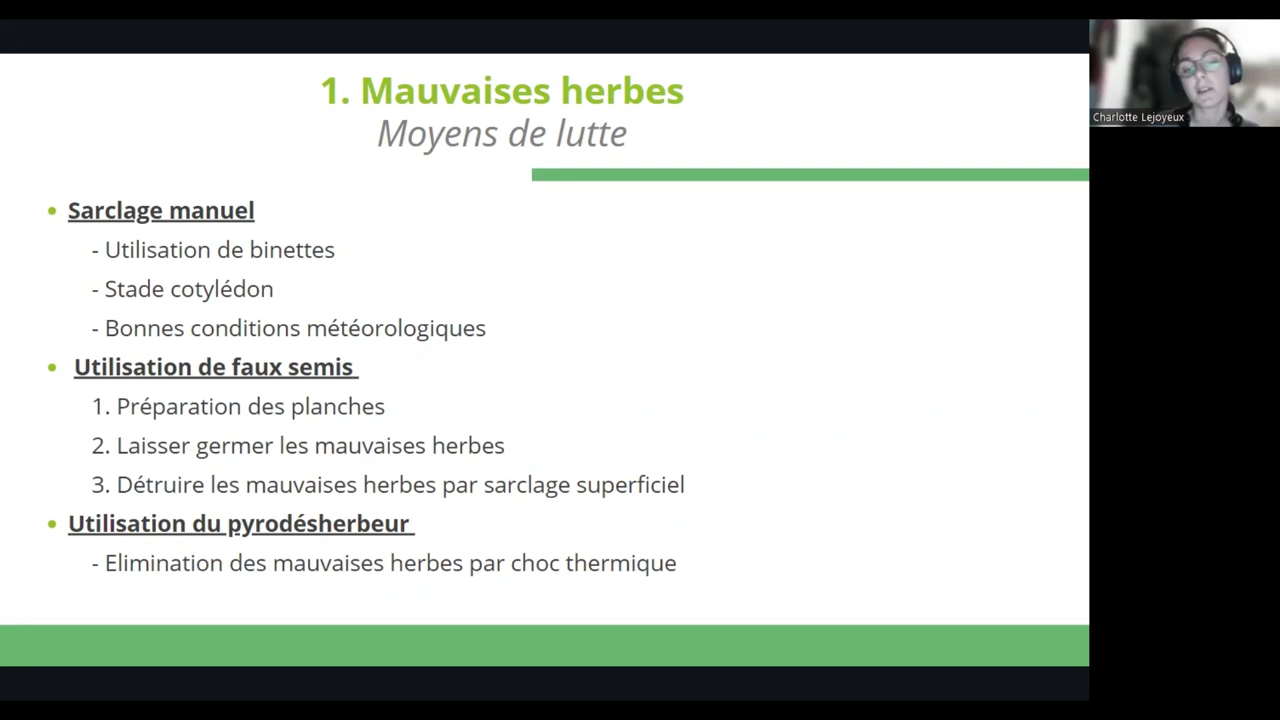 1. Mauvaises herbes
Moyens de lutte
Charlotte Lejoyeux
• Sarclage manuel
- Utilisation de binettes
- Stade cotylédon
- Bonnes conditions météorologiques
• Utilisation de faux semis
1. Préparation des planches
2. Laisser germer les mauvaises herbes
3. Détruire les mauvaises herbes par sarclage superficiel
• Utilisation du pyrodésherbeur
- Elimination des mauvaises herbes par choc thermique